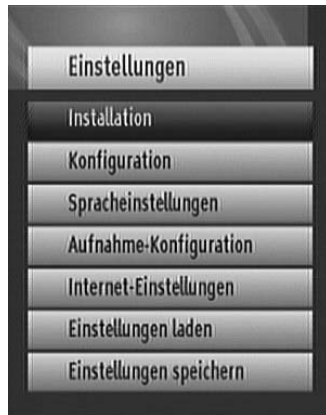 Einstellungen
Installation
Konfiguration
Spracheinstellungen
Aufnahme-Konfiguration
Internet-Einstellungen
Einstellungen laden
Einstellungen speichern